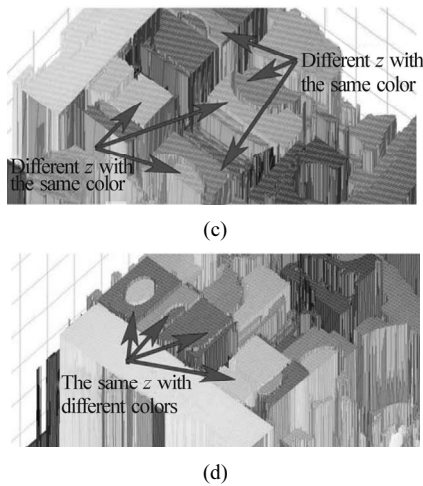 Different z with
the same color
Different z with
the same color
(c)
The same z with
different colors
(d)